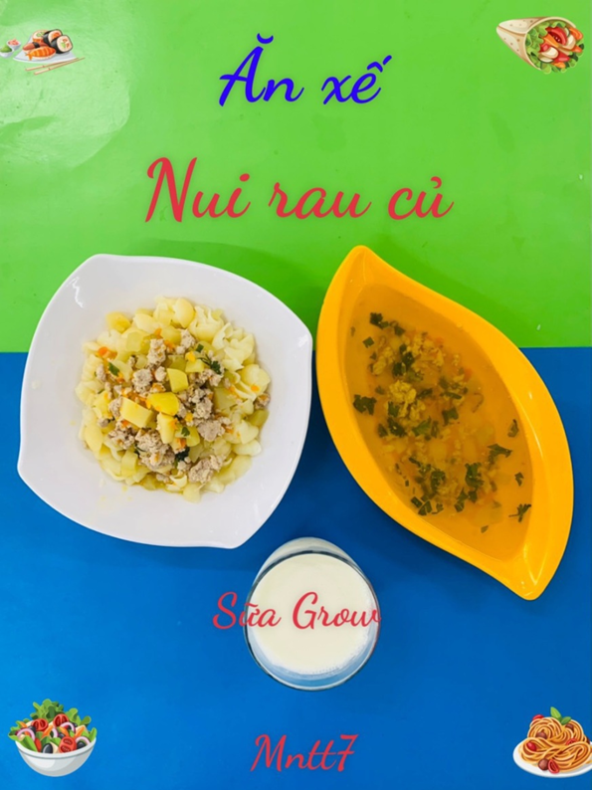 Ăn xế
Nui rau củ
Sữa Grow
Mntt7